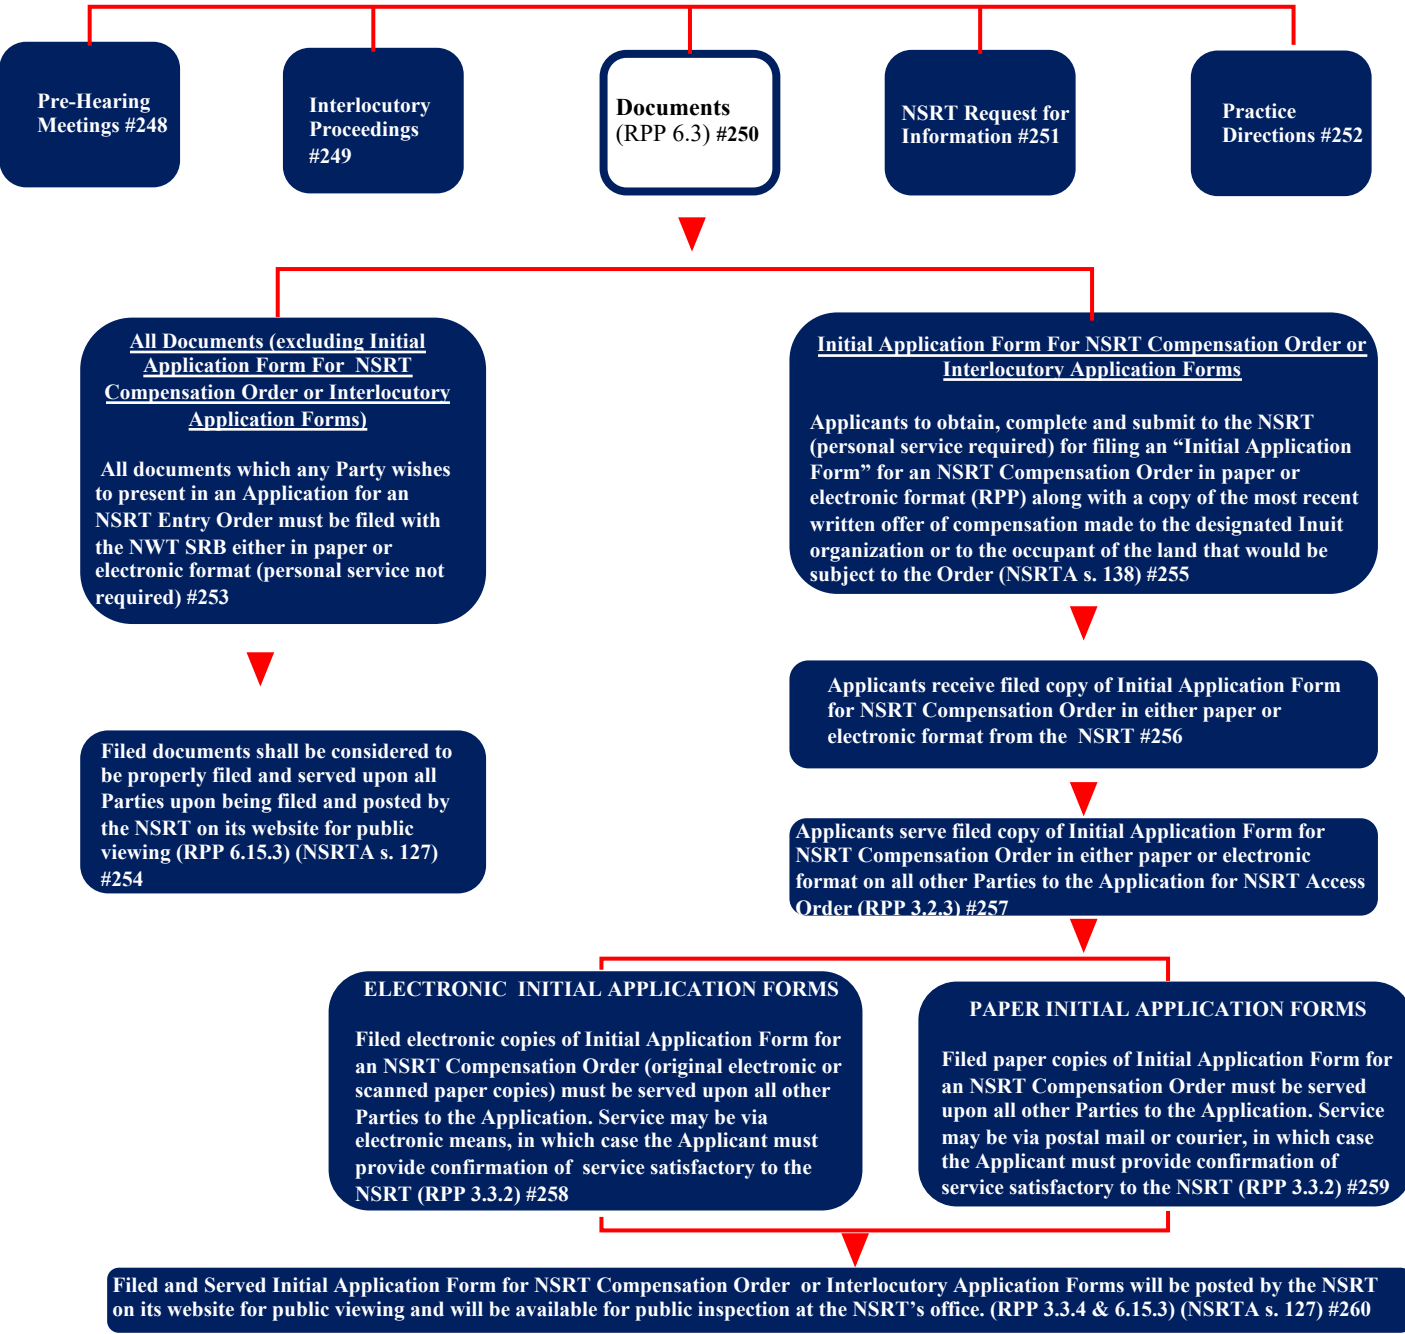 Pre-Hearing
Meetings #248
Interlocutory
Proceedings
#249
Documents
(RPP 6.3) #250
NSRT Request for
Information #251
Practice
Directions #252
All Documents (excluding Initial
Application Form For NSRT
Compensation Order or Interlocutory
Application Forms)
All documents which any Party wishes
to present in an Application for an
NSRT Entry Order must be filed with
the NWT SRB either in paper or
electronic format (personal service not
required) #253
Filed documents shall be considered to
be properly filed and served upon all
Parties upon being filed and posted by
the NSRT on its website for public
viewing (RPP 6.15.3) (NSRTA s. 127)
#254
Initial Application Form For NSRT Compensation Order or
Interlocutory Application Forms
Applicants to obtain, complete and submit to the NSRT
(personal service required) for filing an “Initial Application
Form” for an NSRT Compensation Order in paper or
electronic format (RPP) along with a copy of the most recent
written offer of compensation made to the designated Inuit
organization or to the occupant of the land that would be
subject to the Order (NSRTA s. 138) #255
Applicants receive filed copy of Initial Application Form
for NSRT Compensation Order in either paper or
electronic format from the NSRT #256
Applicants serve filed copy of Initial Application Form for
NSRT Compensation Order in either paper or electronic
format on all other Parties to the Application for NSRT Access
Order (RPP 3.2.3) #257
ELECTRONIC INITIAL APPLICATION FORMS
Filed electronic copies of Initial Application Form for
an NSRT Compensation Order (original electronic or
scanned paper copies) must be served upon all other
Parties to the Application. Service may be via
electronic means, in which case the Applicant must
provide confirmation of service satisfactory to the
NSRT (RPP 3.3.2) #258
PAPER INITIAL APPLICATION FORMS
Filed paper copies of Initial Application Form for
an NSRT Compensation Order must be served
upon all other Parties to the Application. Service
may be via postal mail or courier, in which case
the Applicant must provide confirmation of
service satisfactory to the NSRT (RPP 3.3.2) #259
Filed and Served Initial Application Form for NSRT Compensation Order or Interlocutory Application Forms will be posted by the NSRT
on its website for public viewing and will be available for public inspection at the NSRT’s office. (RPP 3.3.4 & 6.15.3) (NSRTA s. 127) #260